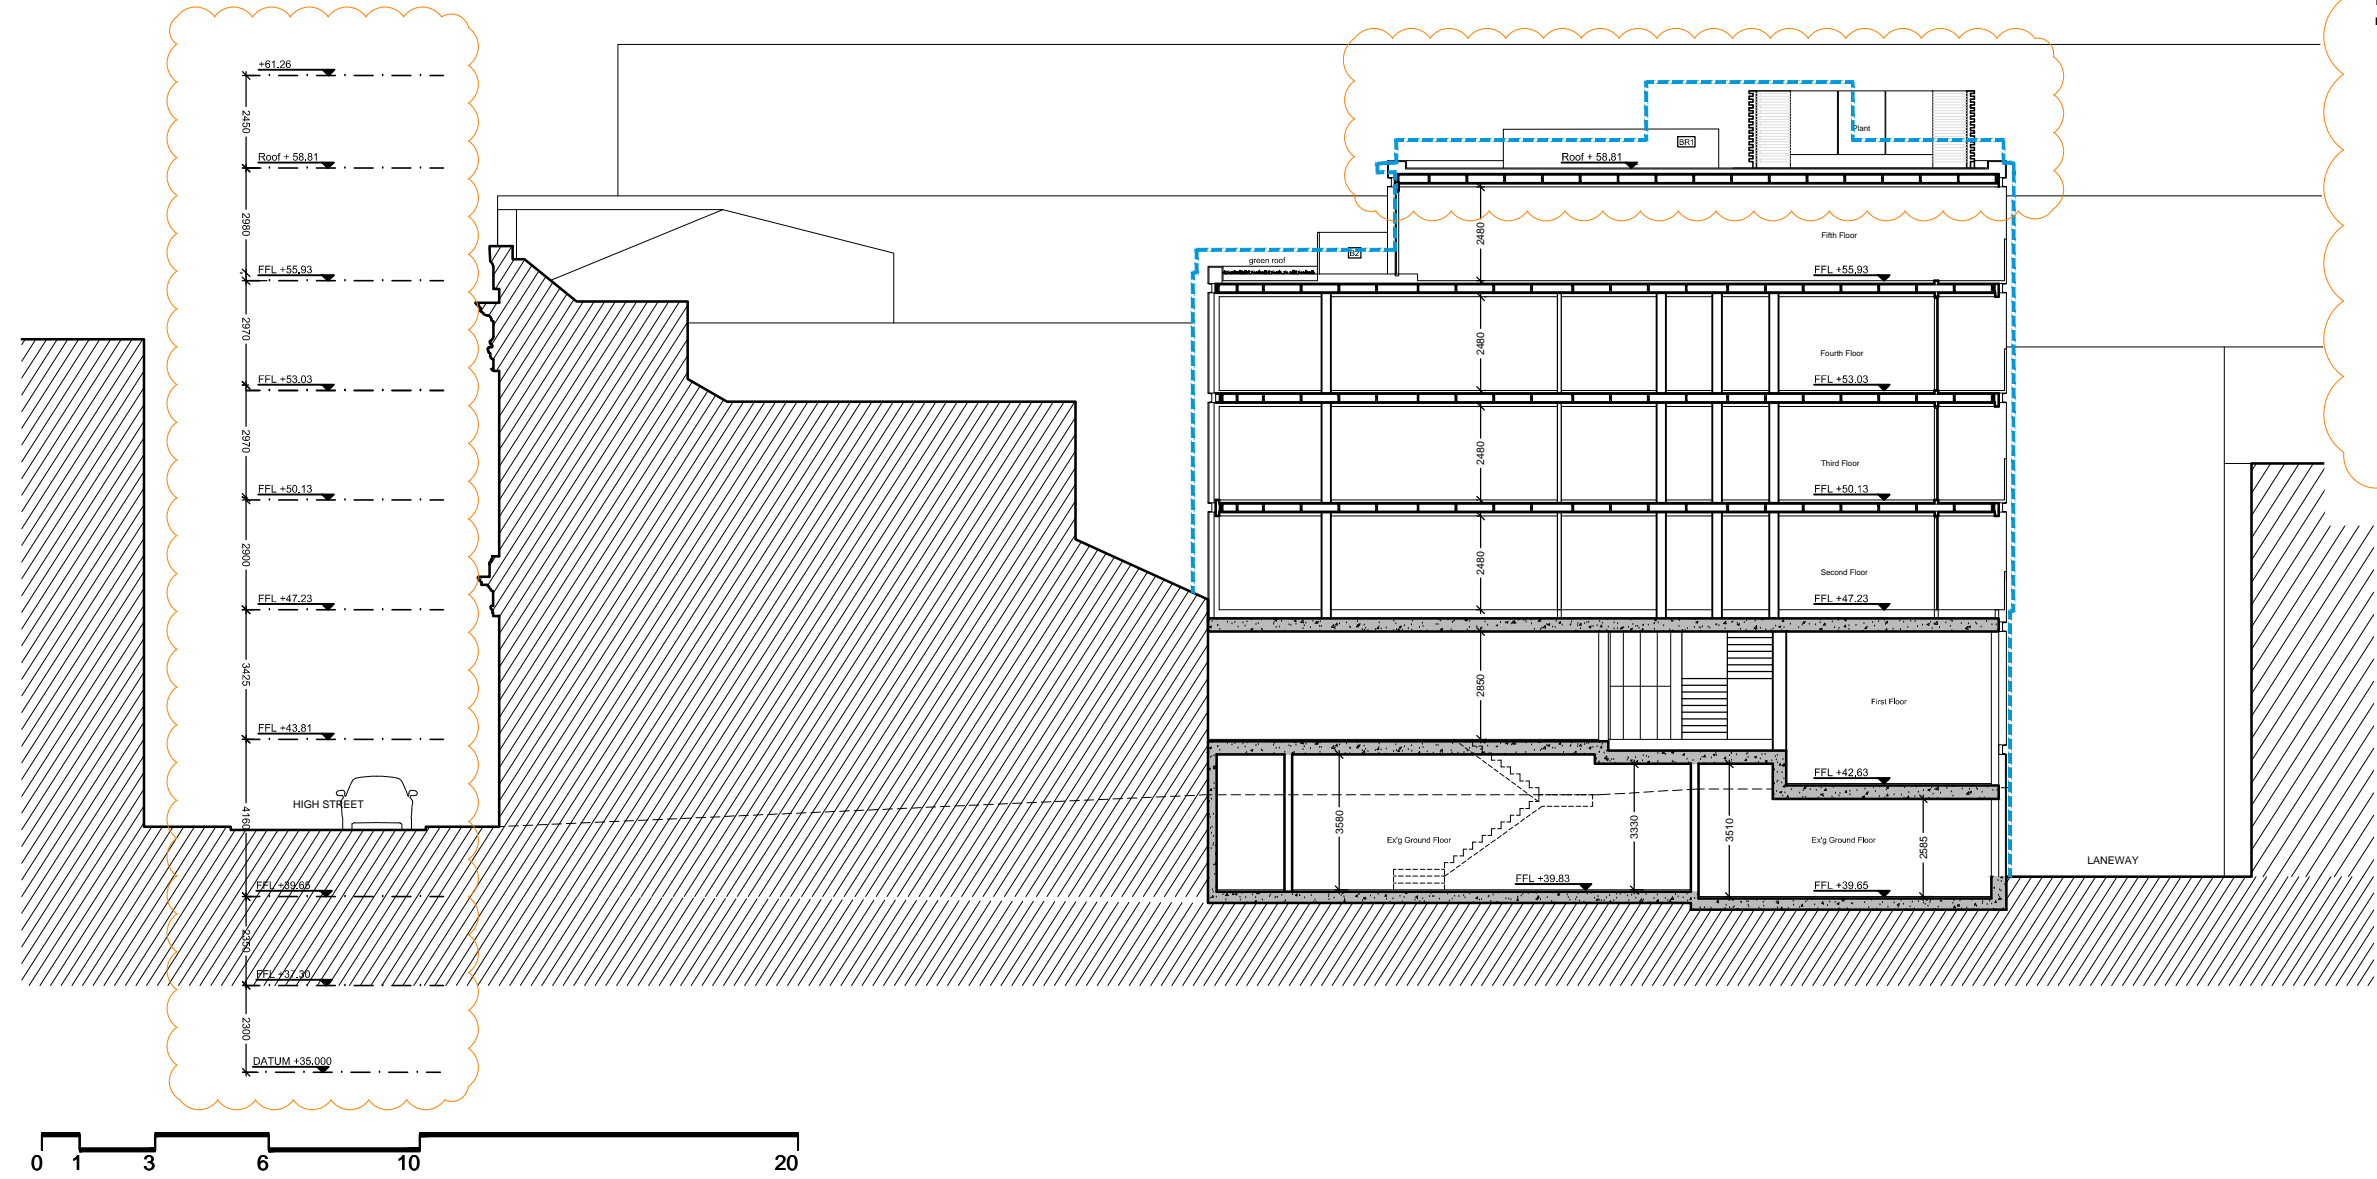 +61.26
2450
Roof + 58.81
2980
FFL +55.93
2970
FFL +53.03
2970
FFL +50.13
2900
FFL +47.23
3425
FFL +43.81
HIGH STREET
4160
FFL +39.65
2350
FFL +37.30
2300
DATUM +35.000
0 1 3 6 10 20
BR1
Plant
Roof + 58.81
2480
Fifth Floor
B2
green roof
FFL +55.93
2480
Fourth Floor
FFL +53.03
2480
Third Floor
FFL +50.13
2480
Second Floor
FFL +47.23
2850
First Floor
FFL +42.63
3580
Ex'g Ground Floor
3330
3510
Ex'g Ground Floor
2585
FFL +39.83
FFL +39.65
LANEWAY